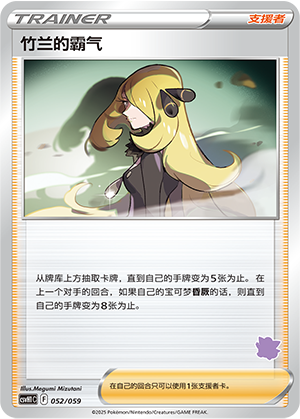 TRAINER
支援者
竹兰的霸气
从牌库上方抽取卡牌，直到自己的手牌变为5张为止。在
上一个对手的回合，如果自己的宝可梦昏厥的话，则直到
自己的手牌变为8张为止。
Illus.Megumi Mizutani
F 052/059
在自己的回合只可以使用1张支援者卡。
©2025 Pokémon/Nintendo/Creatures/GAME FREAK.